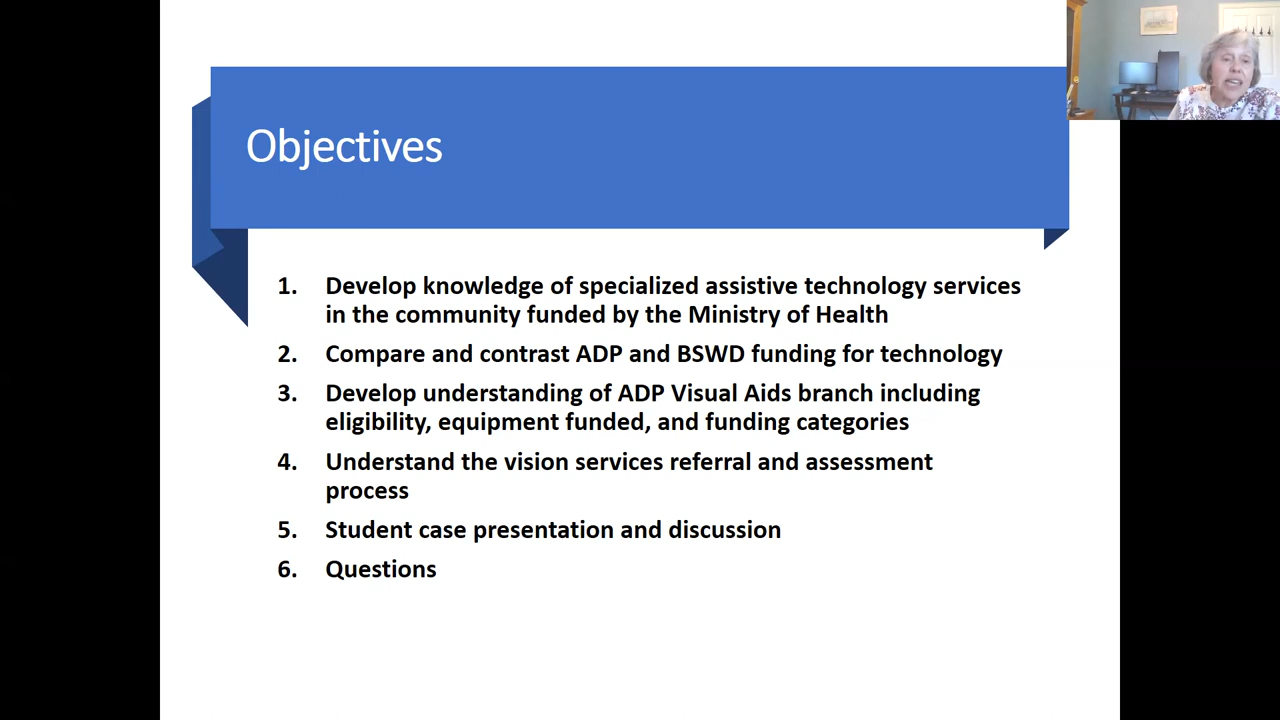 Objectives
1. Develop knowledge of specialized assistive technology services
in the community funded by the Ministry of Health
2. Compare and contrast ADP and BSWD funding for technology
3. Develop understanding of ADP Visual Aids branch including
eligibility, equipment funded, and funding categories
4. Understand the vision services referral and assessment
process
5. Student case presentation and discussion
6. Questions